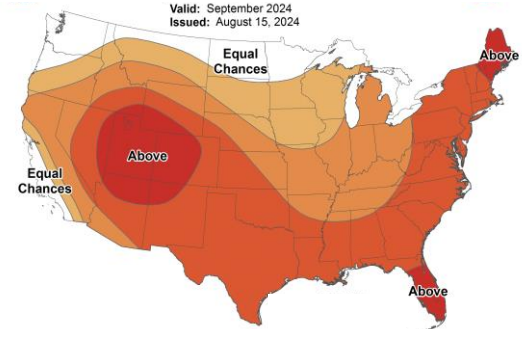 Valid: September 2024
Issued: August 15, 2024
Equal
Chances
Above
Above
Equal
Chances
Above